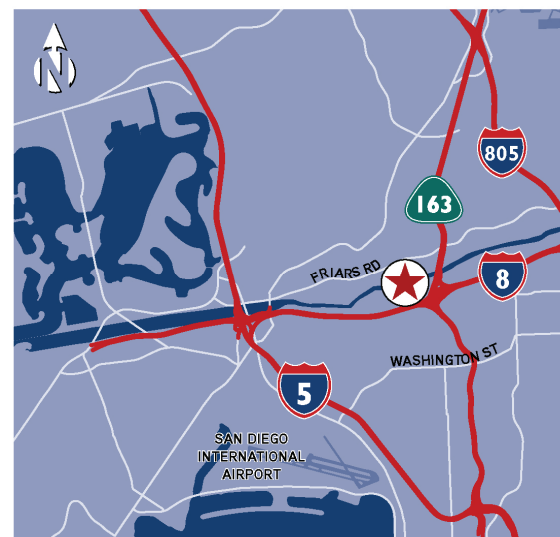 N
805
163
FRIARS RD
8
WASHINGTON ST
5
SAN DIEGO
INTERNATIONAL
AIRPORT